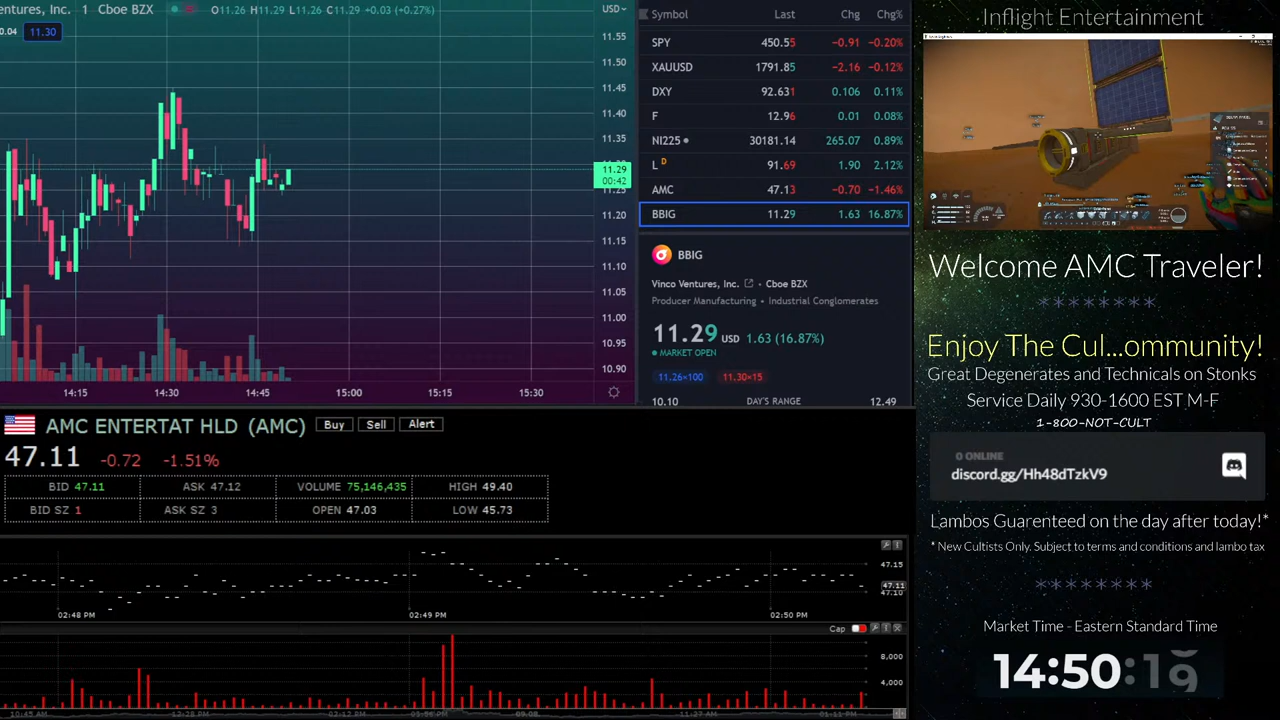 entures, Inc. 1 Cboe BZX O11.26 H11.29 L11.26 C11.29 +0.03 (+0.27%)
USD
0.04 11.30
11.55
11.50
11.45
11.40
11.35
11.29
00:42
11.25
11.20
11.15
11.10
11.05
11.00
10.95
10.90
14:15 14:30 14:45 15:00 15:15 15:30
Symbol Last Chg Chg%
SPY 450.55 −0.91 −0.20%
XAUUSD 1791.85 −2.16 −0.12%
DXY 92.631 0.106 0.11%
F 12.96 0.01 0.08%
NI225 30181.14 265.07 0.89%
L D 91.69 1.90 2.12%
AMC 47.13 −0.70 −1.46%
BBIG 11.29 1.63 16.87%
BBIG
Vinco Ventures, Inc. • Cboe BZX
Producer Manufacturing • Industrial Conglomerates
11.29 USD 1.63 (16.87%)
MARKET OPEN
11.26×100 11.30×15
10.10 DAY'S RANGE 12.49
AMC ENTERTAT HLD (AMC) Buy Sell Alert
47.11 -0.72 -1.51%
BID 47.11 ASK 47.12 VOLUME 75,146,435 HIGH 49.40
BID SZ 1 ASK SZ 3 OPEN 47.03 LOW 45.73
47.15
47.11
47.10
02:48 PM 02:49 PM 02:50 PM
Cap
8,000
4,000
Inflight Entertainment
Welcome AMC Traveler!
********
Enjoy The Cul...ommunity!
Great Degenerates and Technicals on Stonks
Service Daily 930-1600 EST M-F
1-800-NOT-CULT
0 ONLINE
discord.gg/Hh48dTzkV9
Lambos Guarenteed on the day after today!*
* New Cultists Only. Subject to terms and conditions and lambo tax
********
Market Time - Eastern Standard Time
14:50:19